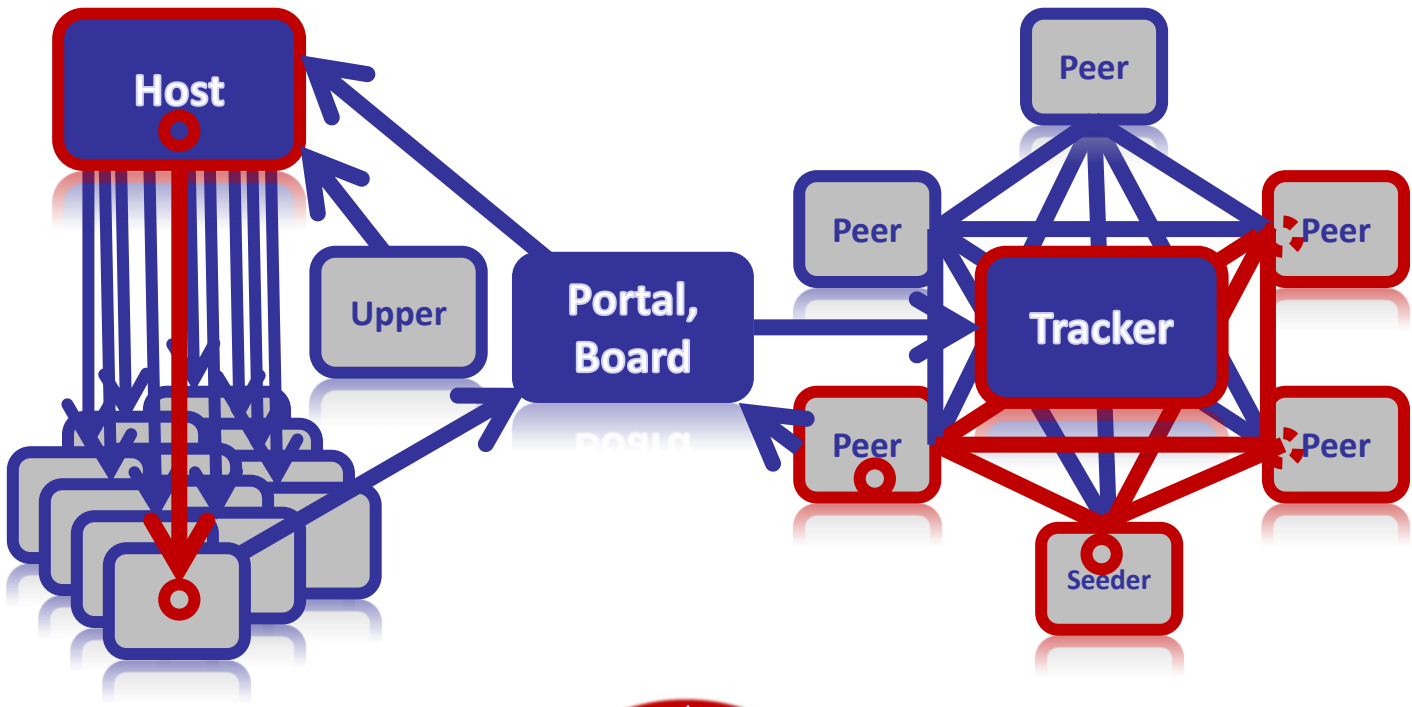 Host
Peer
Peer
Peer
Upper
Portal,
Board
Tracker
Peer
Peer
Seeder